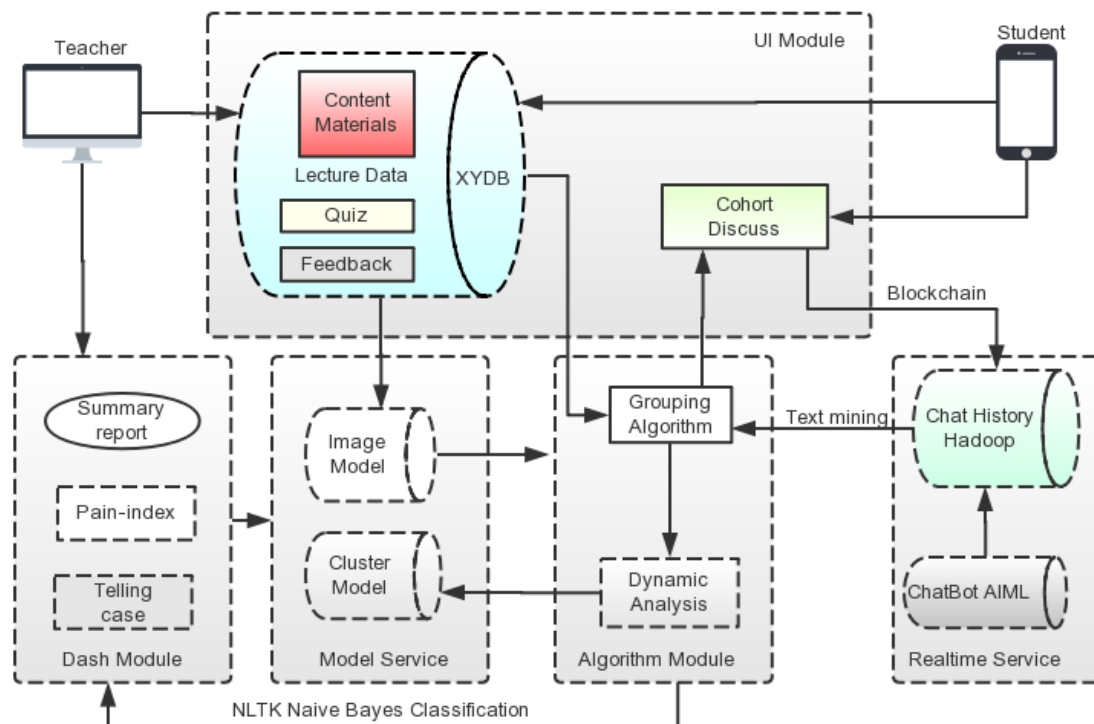 Teacher
UI Module
Student
Content
Materials
Lecture Data
XYDB
Quiz
Feedback
Cohort
Discuss
Blockchain
Summary
report
Pain-index
Telling
case
Dash Module
Image
Model
Cluster
Model
Model Service
Grouping
Algorithm
Dynamic
Analysis
Algorithm Module
Text mining
Chat History
Hadoop
ChatBot AIML
Realtime Service
NLTK Naive Bayes Classification